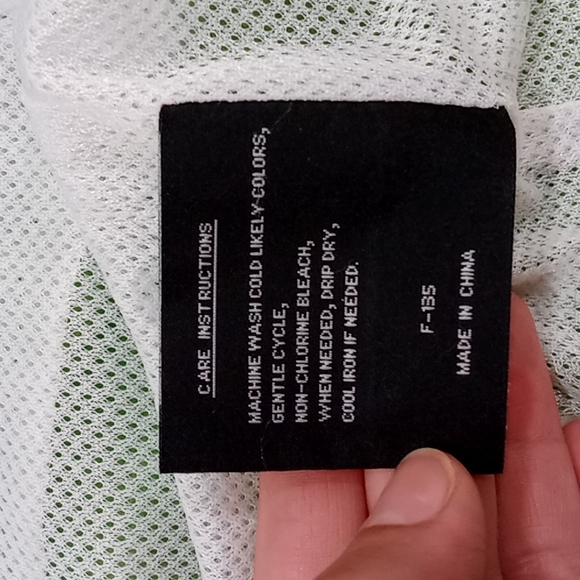 CARE INSTRUCTIONS
MACHINE WASH COLD LIKELY-COLORS,
GENTLE CYCLE,
NON-CHLORINE BLEACH,
WHEN NEEDED, DRIP DRY,
COOL IRON IF NEEDED.
F-135
MADE IN CHINA